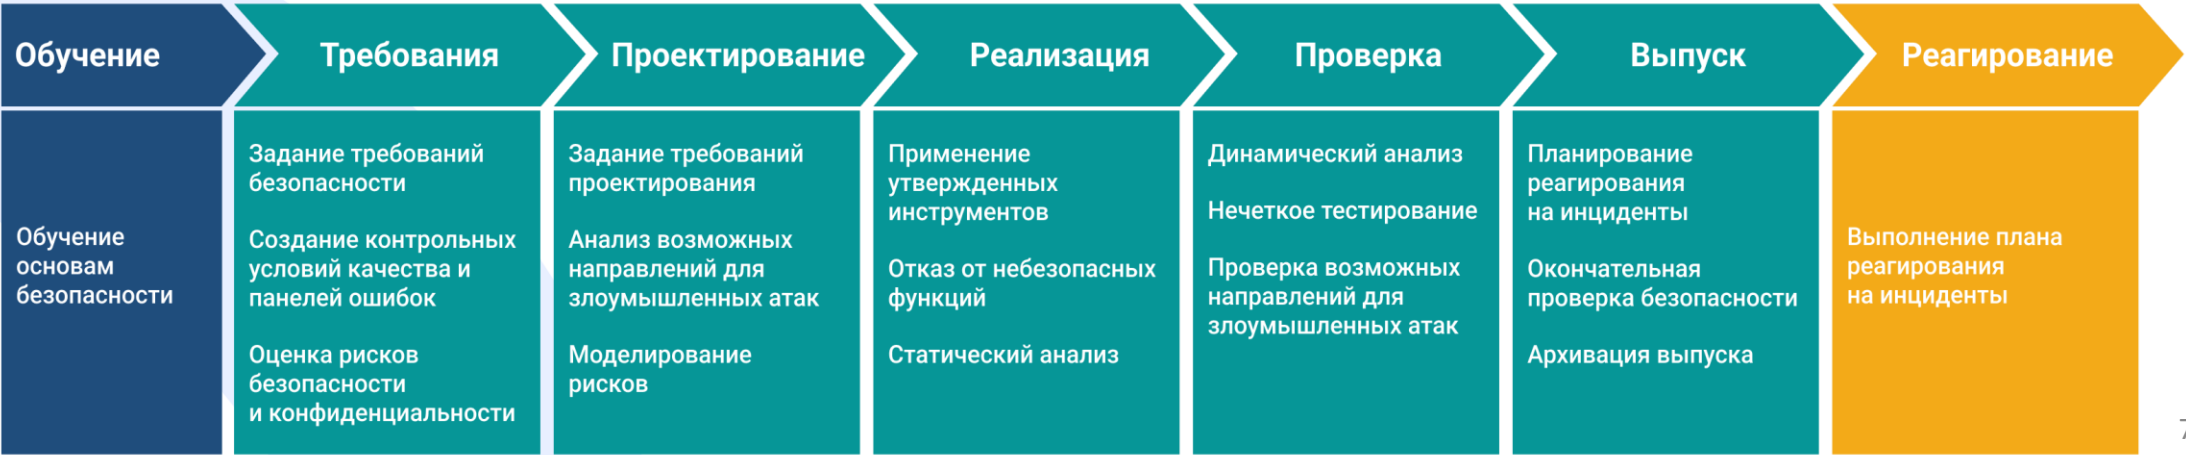 Обучение
Требования
Проектирование
Реализация
Проверка
Выпуск
Реагирование
Обучение
основам
безопасности
Задание требований
безопасности
Создание контрольных
условий качества и
панелей ошибок
Оценка рисков
безопасности
и конфиденциальности
Задание требований
проектирования
Анализ возможных
направлений для
злоумышленных атак
Моделирование
рисков
Применение
утвержденных
инструментов
Отказ от небезопасных
функций
Статический анализ
Динамический анализ
Нечеткое тестирование
Проверка возможных
направлений для
злоумышленных атак
Планирование
реагирования
на инциденты
Окончательная
проверка безопасности
Архивация выпуска
Выполнение плана
реагирования
на инциденты